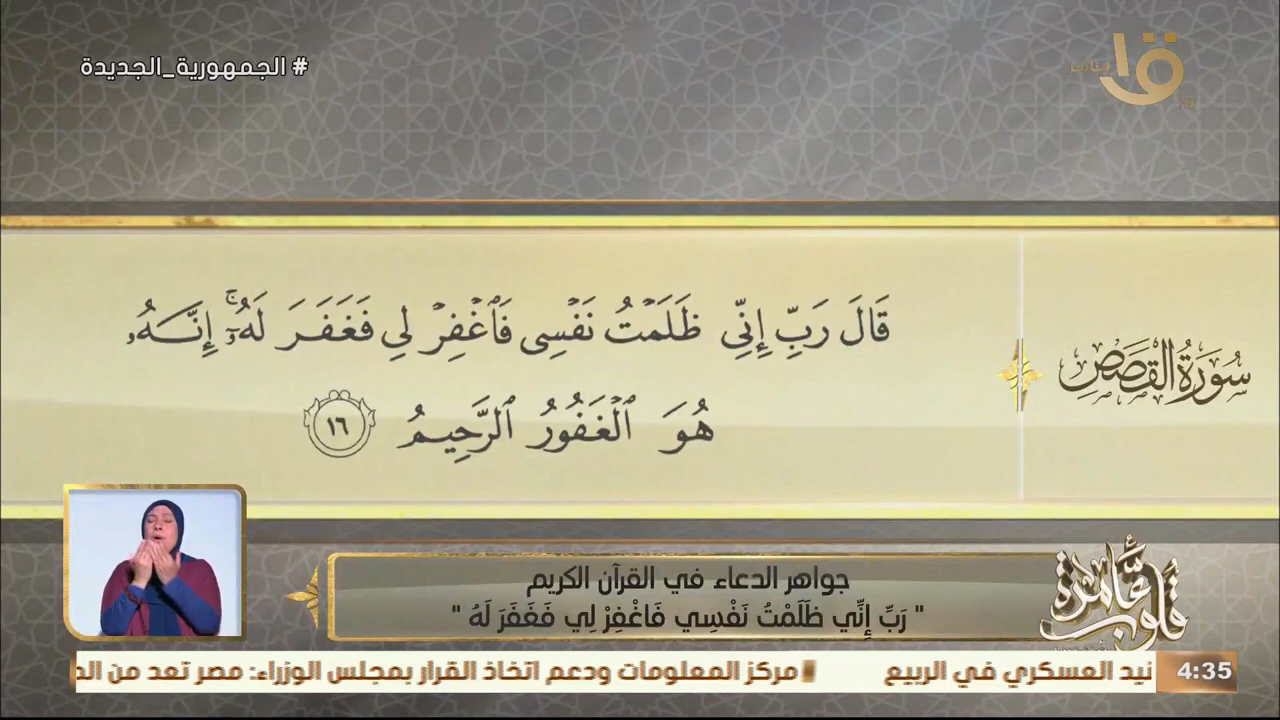 #الجمهورية_الجديدة
قَالَ رَبِّ إِنِّي ظَلَمۡتُ نَفۡسِي فَٱغۡفِرۡ لِي فَغَفَرَ لَهُۥٓۚ إِنَّهُۥ
هُوَ ٱلۡغَفُورُ ٱلرَّحِيمُ ١٦
سُورَةُ القَصَصِ
جواهر الدعاء في القرآن الكريم
" رَبِّ إِنِّي ظَلَمْتُ نَفْسِي فَاغْفِرْ لِي فَغَفَرَ لَهُ "
قلوب عامرة
4:35
نيد العسكري في الربيع
مركز المعلومات ودعم اتخاذ القرار بمجلس الوزراء: مصر تعد من